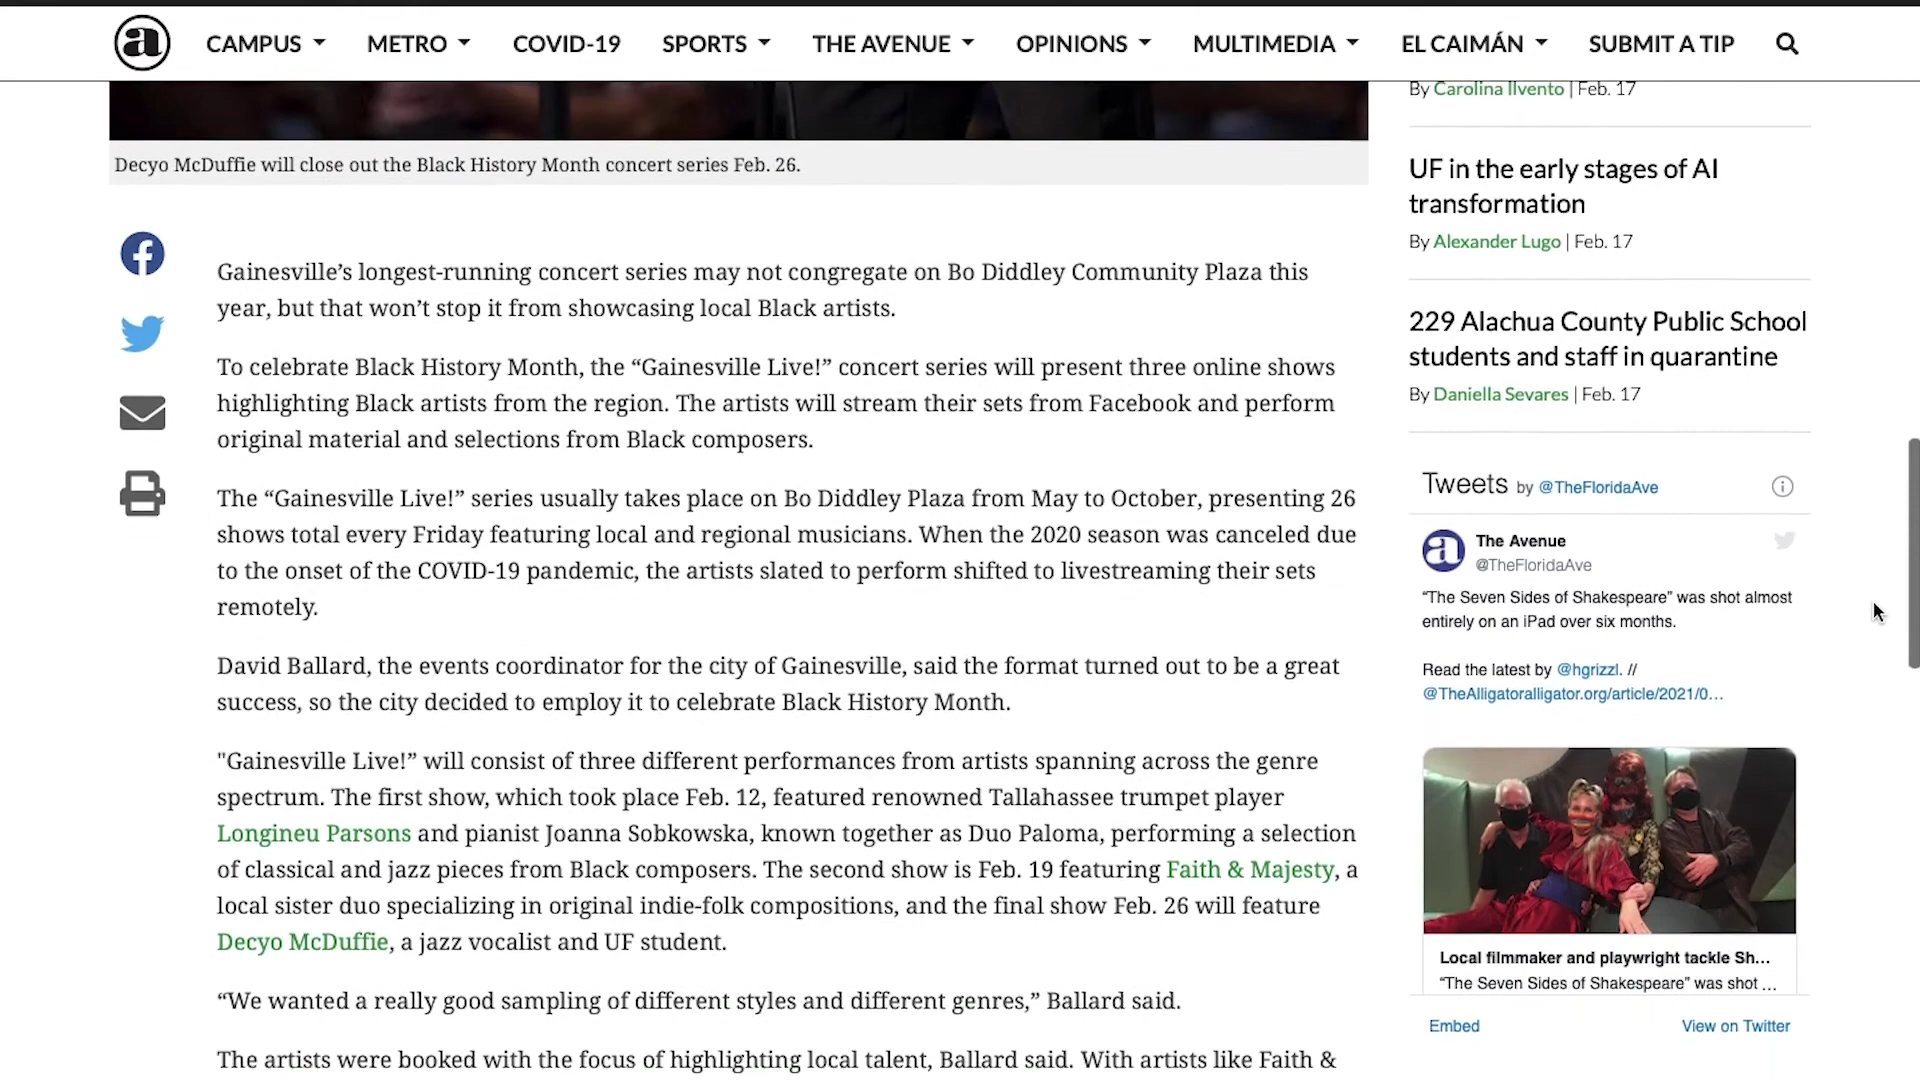 a CAMPUS METRO COVID-19 SPORTS THE AVENUE OPINIONS MULTIMEDIA EL CAIMÁN SUBMIT A TIP
Decyo McDuffie will close out the Black History Month concert series Feb. 26.
Gainesville’s longest-running concert series may not congregate on Bo Diddley Community Plaza this
year, but that won’t stop it from showcasing local Black artists.
To celebrate Black History Month, the “Gainesville Live!” concert series will present three online shows
highlighting Black artists from the region. The artists will stream their sets from Facebook and perform
original material and selections from Black composers.
The “Gainesville Live!” series usually takes place on Bo Diddley Plaza from May to October, presenting 26
shows total every Friday featuring local and regional musicians. When the 2020 season was canceled due
to the onset of the COVID-19 pandemic, the artists slated to perform shifted to livestreaming their sets
remotely.
David Ballard, the events coordinator for the city of Gainesville, said the format turned out to be a great
success, so the city decided to employ it to celebrate Black History Month.
"Gainesville Live!” will consist of three different performances from artists spanning across the genre
spectrum. The first show, which took place Feb. 12, featured renowned Tallahassee trumpet player
Longineu Parsons and pianist Joanna Sobkowska, known together as Duo Paloma, performing a selection
of classical and jazz pieces from Black composers. The second show is Feb. 19 featuring Faith & Majesty, a
local sister duo specializing in original indie-folk compositions, and the final show Feb. 26 will feature
Decyo McDuffie, a jazz vocalist and UF student.
“We wanted a really good sampling of different styles and different genres,” Ballard said.
The artists were booked with the focus of highlighting local talent, Ballard said. With artists like Faith &
By Carolina Ilvento | Feb. 17
UF in the early stages of AI
transformation
By Alexander Lugo | Feb. 17
229 Alachua County Public School
students and staff in quarantine
By Daniella Sevares | Feb. 17
Tweets by @TheFloridaAve
a The Avenue
@TheFloridaAve
“The Seven Sides of Shakespeare” was shot almost
entirely on an iPad over six months.
Read the latest by @hgrizzl. //
@TheAlligatoralligator.org/article/2021/0…
Local filmmaker and playwright tackle Sh...
“The Seven Sides of Shakespeare” was shot ...
Embed View on Twitter